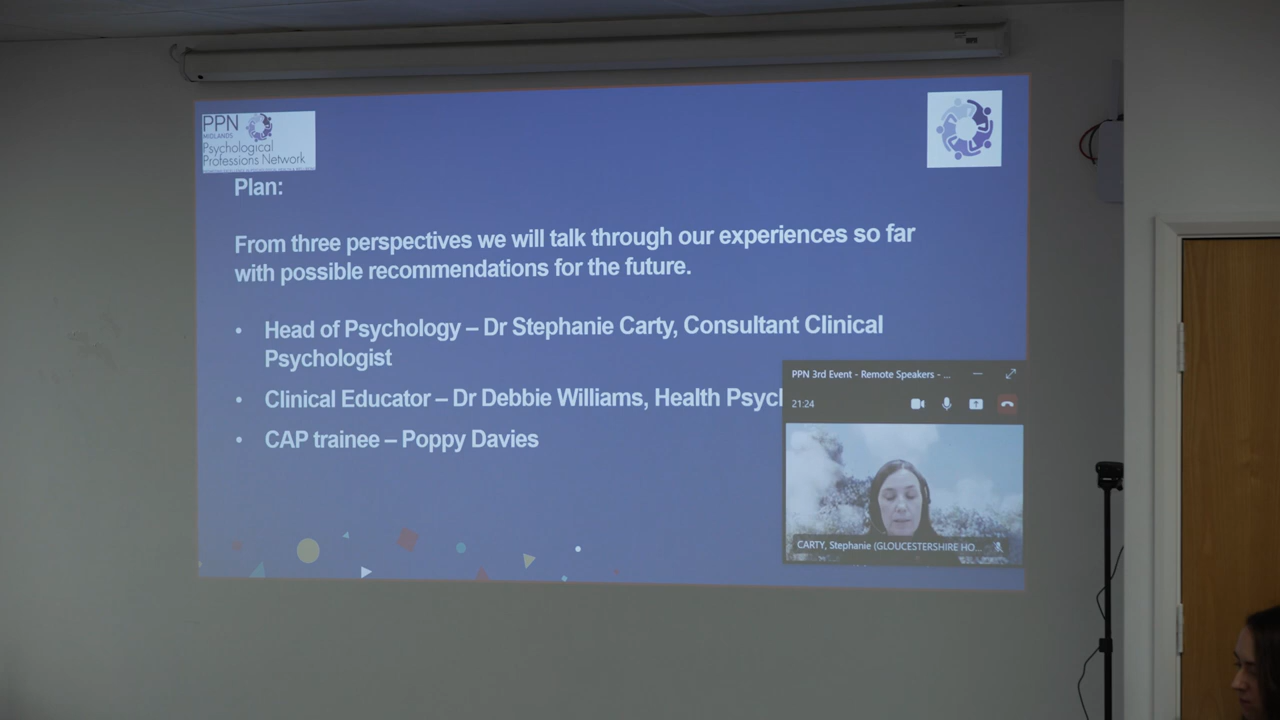 PPN
MIDLANDS
Psychological
Professions Network
Plan:
From three perspectives we will talk through our experiences so far
with possible recommendations for the future.
• Head of Psychology – Dr Stephanie Carty, Consultant Clinical
Psychologist
• Clinical Educator – Dr Debbie Williams, Health Psycl
• CAP trainee – Poppy Davies
PPN 3rd Event - Remote Speakers - ...
21:24
CARTY, Stephanie (GLOUCESTERSHIRE HO...